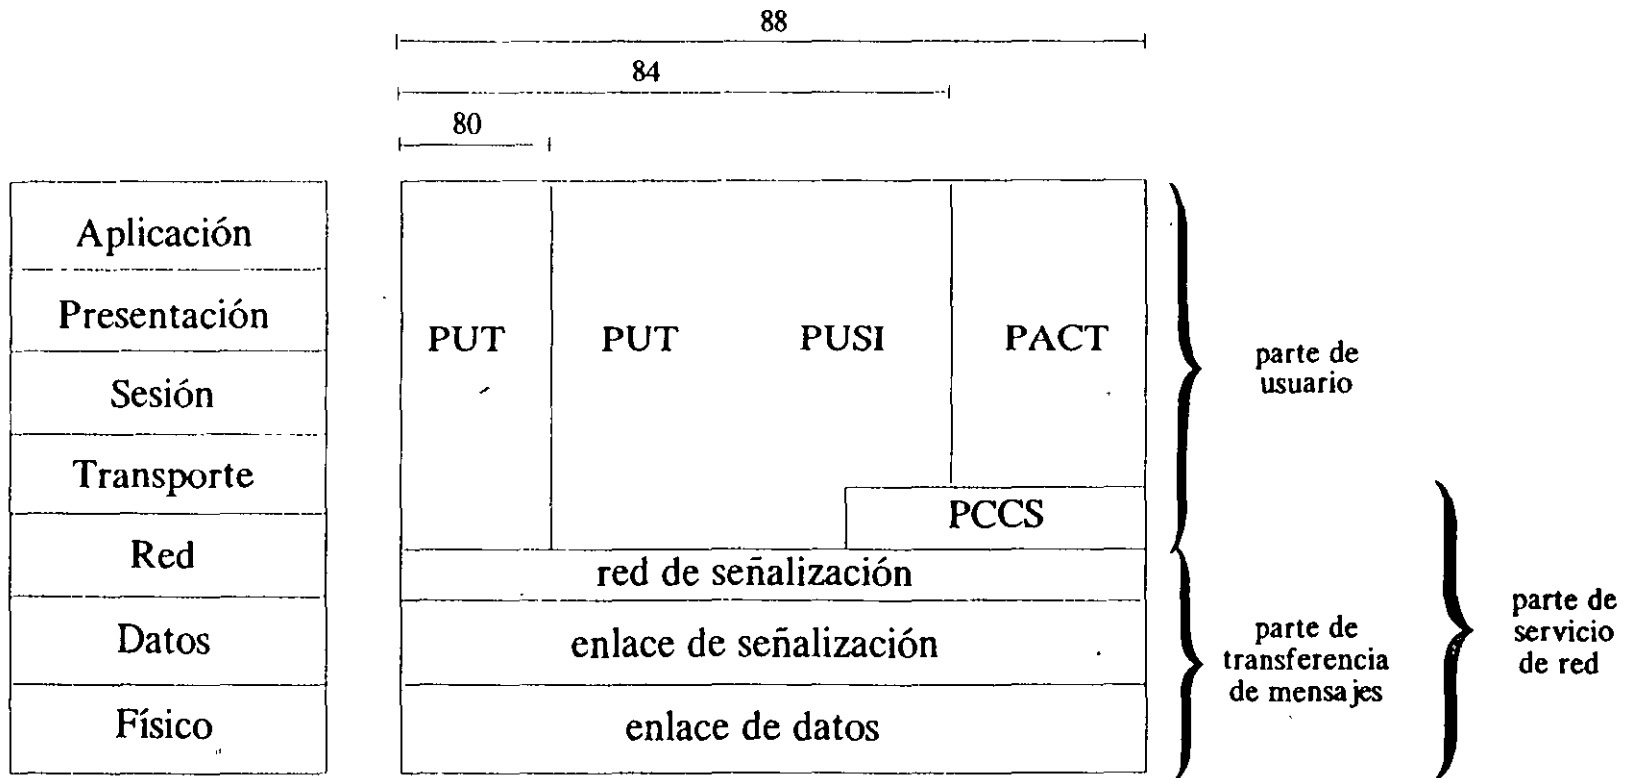 88
84
80
Aplicación
Presentación
Sesión
Transporte
Red
Datos
Físico
PUT
PUT
PUSI
PACT
PCCS
red de señalización
enlace de señalización
enlace de datos
parte de
usuario
parte de
transferencia
de mensajes
parte de
servicio
de red